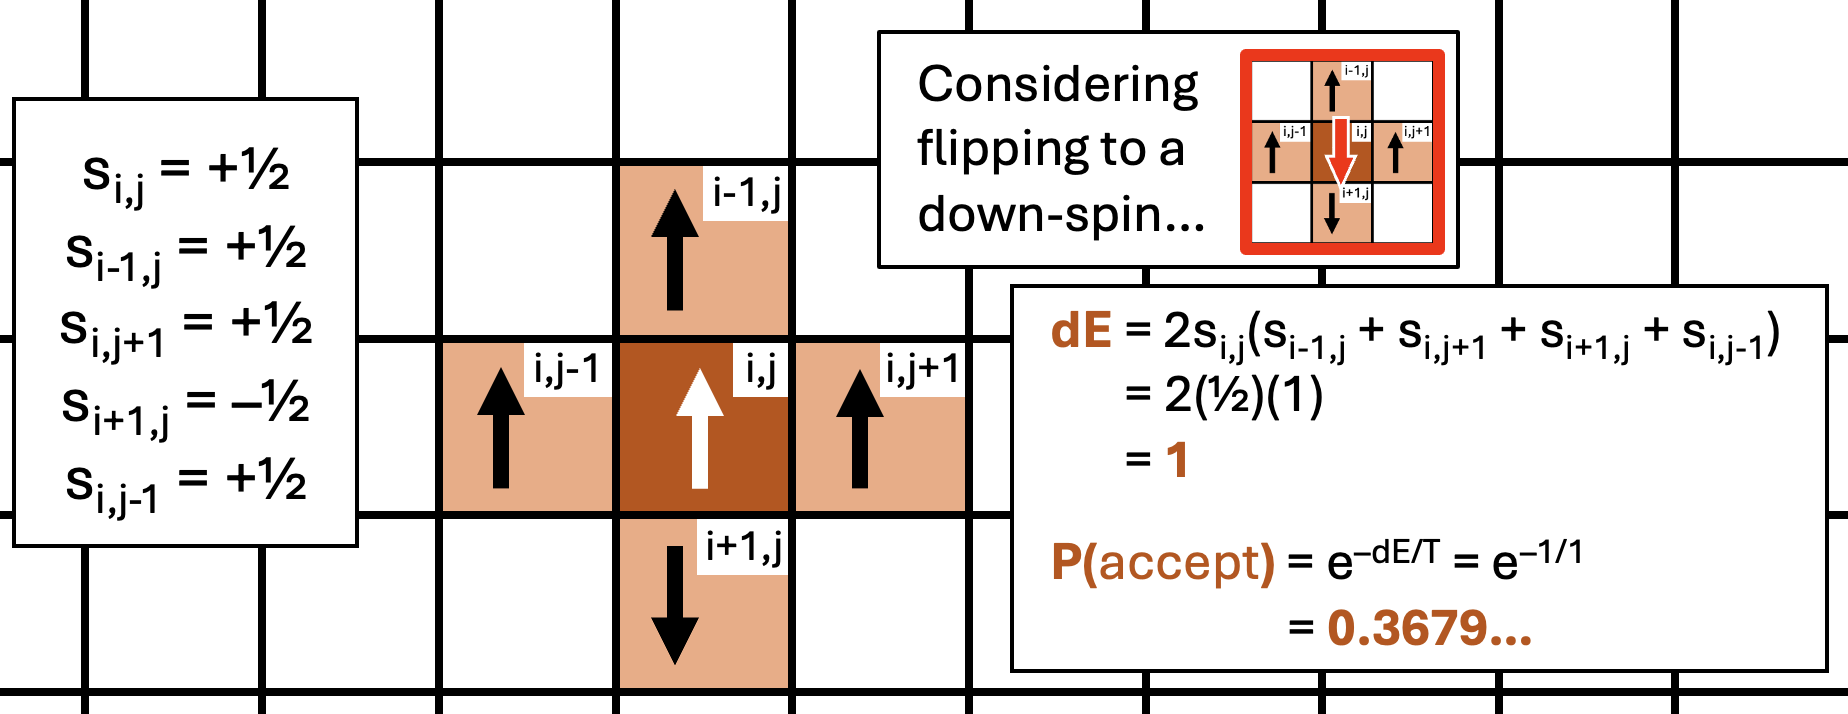 s_{i,j} = +½
s_{i-1,j} = +½
s_{i,j+1} = +½
s_{i+1,j} = –½
s_{i,j-1} = +½
i-1,j
i,j-1
i,j
i,j+1
i+1,j
Considering
flipping to a
down-spin...
i-1,j
i,j-1
i,j
i,j+1
i+1,j
dE = 2s_{i,j}(s_{i-1,j} + s_{i,j+1} + s_{i+1,j} + s_{i,j-1})
= 2(½)(1)
= 1
P(accept) = e^{–dE/T} = e^{–1/1}
= 0.3679...